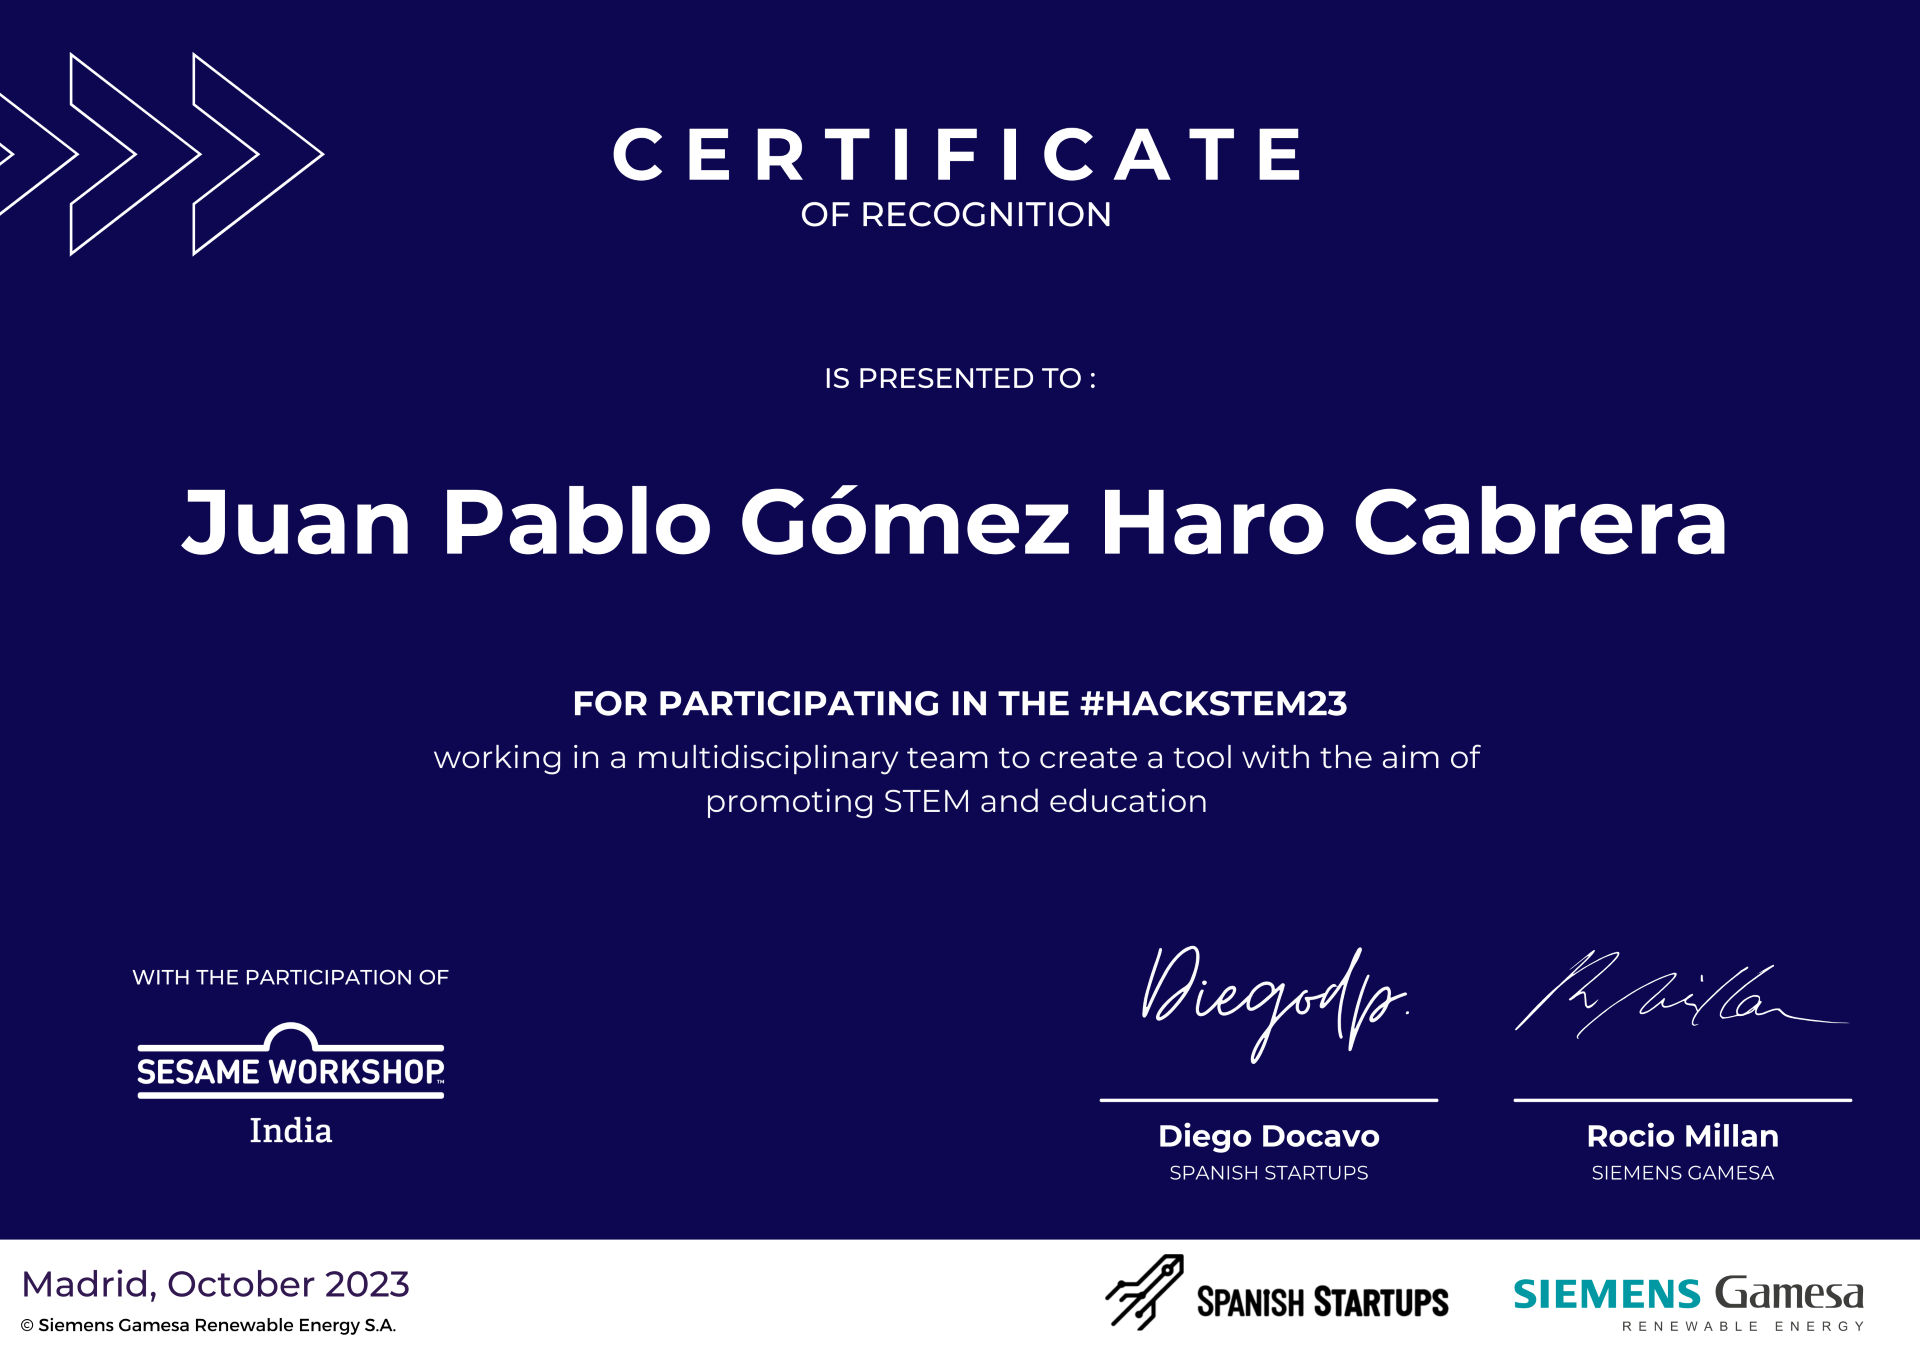 CERTIFICATE
OF RECOGNITION
IS PRESENTED TO :
Juan Pablo Gómez Haro Cabrera
FOR PARTICIPATING IN THE #HACKSTEM23
working in a multidisciplinary team to create a tool with the aim of
promoting STEM and education
WITH THE PARTICIPATION OF
SESAME WORKSHOP™
India
Diegodp.
Diego Docavo
SPANISH STARTUPS
R Millan
Rocio Millan
SIEMENS GAMESA
Madrid, October 2023
© Siemens Gamesa Renewable Energy S.A.
SPANISH STARTUPS
SIEMENS Gamesa
RENEWABLE ENERGY